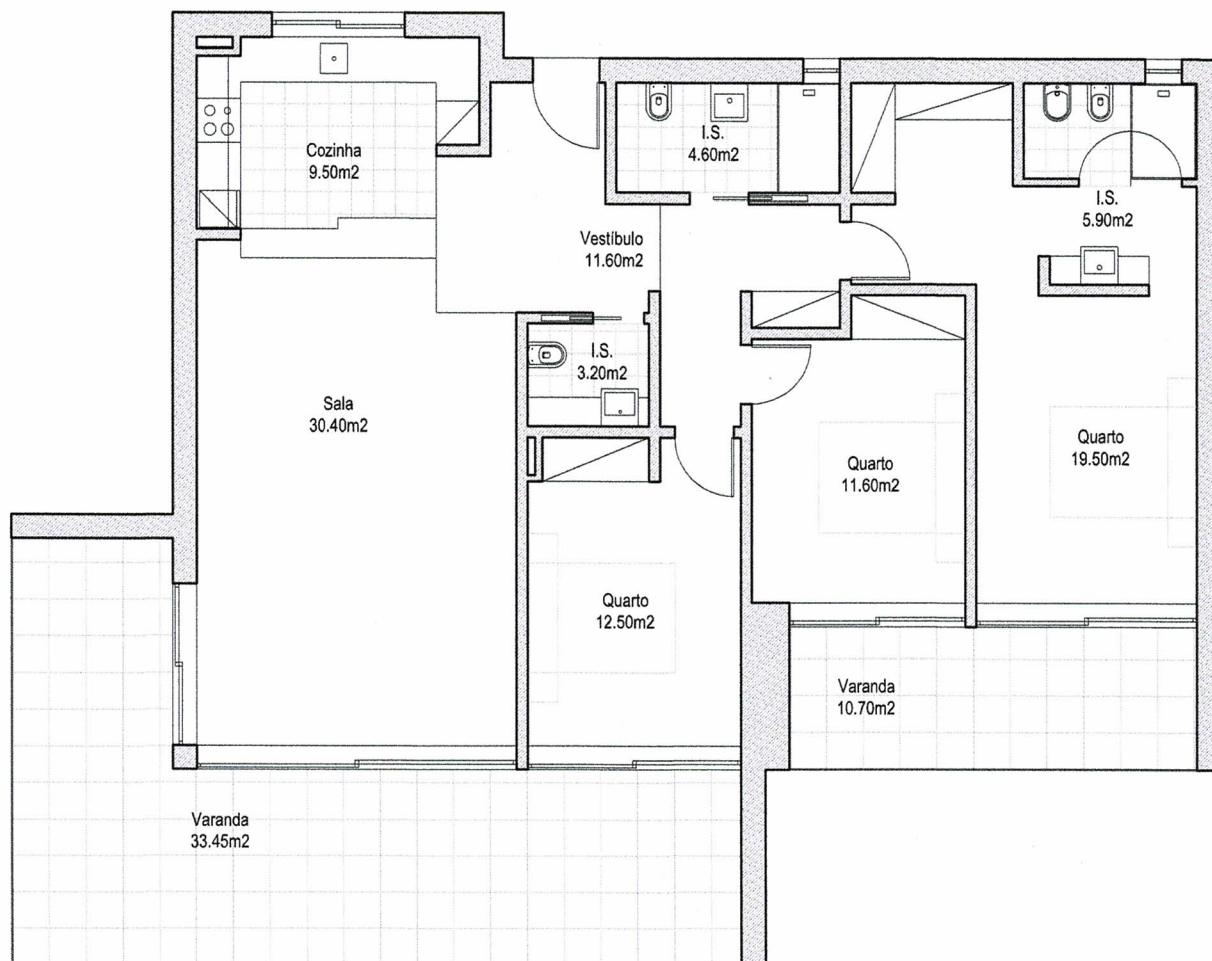 I.S.
4.60m2
Cozinha
9.50m2
I.S.
5.90m2
Vestíbulo
11.60m2
I.S.
3.20m2
Sala
30.40m2
Quarto
19.50m2
Quarto
11.60m2
Quarto
12.50m2
Varanda
10.70m2
Varanda
33.45m2